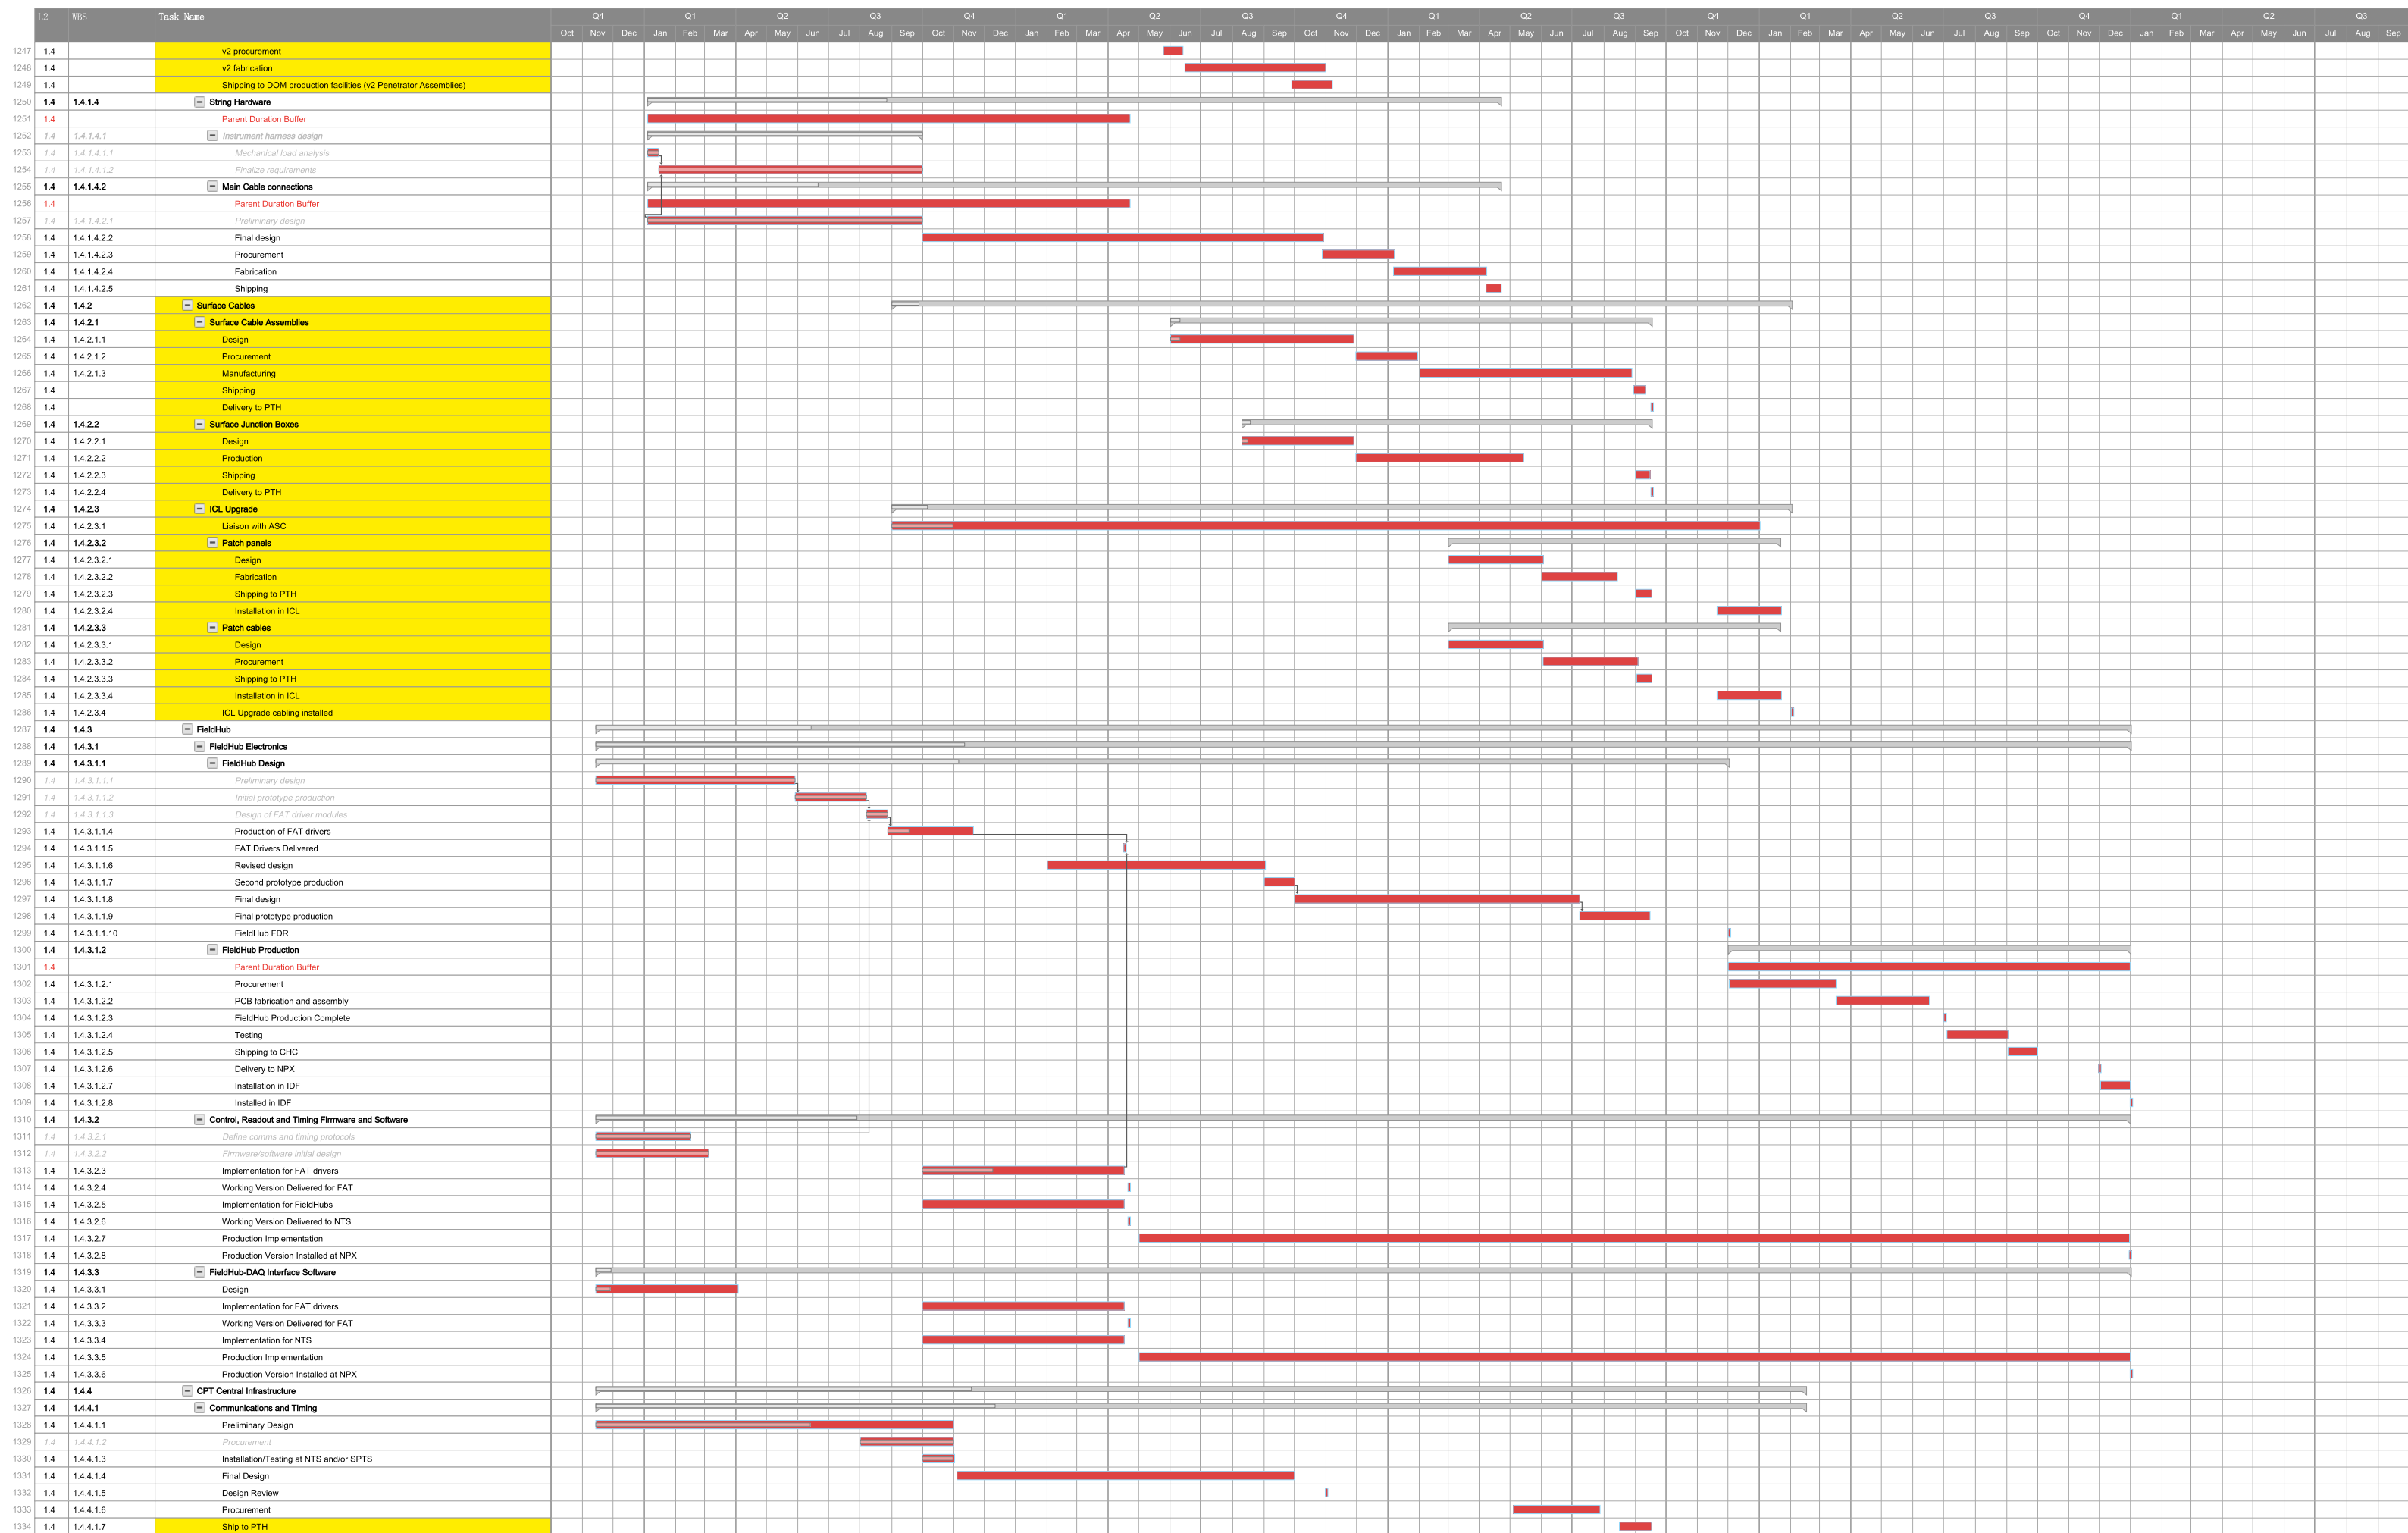 L2 WBS Task Name Q4 Q1 Q2 Q3 Q4 Q1 Q2 Q3 Q4 Q1 Q2 Q3 Q4 Q1 Q2 Q3 Q4 Q1 Q2 Q3
Oct Nov Dec Jan Feb Mar Apr May Jun Jul Aug Sep Oct Nov Dec Jan Feb Mar Apr May Jun Jul Aug Sep Oct Nov Dec Jan Feb Mar Apr May Jun Jul Aug Sep Oct Nov Dec Jan Feb Mar Apr May Jun Jul Aug Sep Oct Nov Dec Jan Feb Mar Apr May Jun Jul Aug Sep
1247 1.4 v2 procurement
1248 1.4 v2 fabrication
1249 1.4 Shipping to DOM production facilities (v2 Penetrator Assemblies)
1250 1.4 1.4.1.4 String Hardware
1251 1.4 Parent Duration Buffer
1252 1.4 1.4.1.4.1 Instrument harness design
1253 1.4 1.4.1.4.1.1 Mechanical load analysis
1254 1.4 1.4.1.4.1.2 Finalize requirements
1255 1.4 1.4.1.4.2 Main Cable connections
1256 1.4 Parent Duration Buffer
1257 1.4 1.4.1.4.2.1 Preliminary design
1258 1.4 1.4.1.4.2.2 Final design
1259 1.4 1.4.1.4.2.3 Procurement
1260 1.4 1.4.1.4.2.4 Fabrication
1261 1.4 1.4.1.4.2.5 Shipping
1262 1.4 1.4.2 Surface Cables
1263 1.4 1.4.2.1 Surface Cable Assemblies
1264 1.4 1.4.2.1.1 Design
1265 1.4 1.4.2.1.2 Procurement
1266 1.4 1.4.2.1.3 Manufacturing
1267 1.4 Shipping
1268 1.4 Delivery to PTH
1269 1.4 1.4.2.2 Surface Junction Boxes
1270 1.4 1.4.2.2.1 Design
1271 1.4 1.4.2.2.2 Production
1272 1.4 1.4.2.2.3 Shipping
1273 1.4 1.4.2.2.4 Delivery to PTH
1274 1.4 1.4.2.3 ICL Upgrade
1275 1.4 1.4.2.3.1 Liaison with ASC
1276 1.4 1.4.2.3.2 Patch panels
1277 1.4 1.4.2.3.2.1 Design
1278 1.4 1.4.2.3.2.2 Fabrication
1279 1.4 1.4.2.3.2.3 Shipping to PTH
1280 1.4 1.4.2.3.2.4 Installation in ICL
1281 1.4 1.4.2.3.3 Patch cables
1282 1.4 1.4.2.3.3.1 Design
1283 1.4 1.4.2.3.3.2 Procurement
1284 1.4 1.4.2.3.3.3 Shipping to PTH
1285 1.4 1.4.2.3.3.4 Installation in ICL
1286 1.4 1.4.2.3.4 ICL Upgrade cabling installed
1287 1.4 1.4.3 FieldHub
1288 1.4 1.4.3.1 FieldHub Electronics
1289 1.4 1.4.3.1.1 FieldHub Design
1290 1.4 1.4.3.1.1.1 Preliminary design
1291 1.4 1.4.3.1.1.2 Initial prototype production
1292 1.4 1.4.3.1.1.3 Design of FAT driver modules
1293 1.4 1.4.3.1.1.4 Production of FAT drivers
1294 1.4 1.4.3.1.1.5 FAT Drivers Delivered
1295 1.4 1.4.3.1.1.6 Revised design
1296 1.4 1.4.3.1.1.7 Second prototype production
1297 1.4 1.4.3.1.1.8 Final design
1298 1.4 1.4.3.1.1.9 Final prototype production
1299 1.4 1.4.3.1.1.10 FieldHub FDR
1300 1.4 1.4.3.1.2 FieldHub Production
1301 1.4 Parent Duration Buffer
1302 1.4 1.4.3.1.2.1 Procurement
1303 1.4 1.4.3.1.2.2 PCB fabrication and assembly
1304 1.4 1.4.3.1.2.3 FieldHub Production Complete
1305 1.4 1.4.3.1.2.4 Testing
1306 1.4 1.4.3.1.2.5 Shipping to CHC
1307 1.4 1.4.3.1.2.6 Delivery to NPX
1308 1.4 1.4.3.1.2.7 Installation in IDF
1309 1.4 1.4.3.1.2.8 Installed in IDF
1310 1.4 1.4.3.2 Control, Readout and Timing Firmware and Software
1311 1.4 1.4.3.2.1 Define comms and timing protocols
1312 1.4 1.4.3.2.2 Firmware/software initial design
1313 1.4 1.4.3.2.3 Implementation for FAT drivers
1314 1.4 1.4.3.2.4 Working Version Delivered for FAT
1315 1.4 1.4.3.2.5 Implementation for FieldHubs
1316 1.4 1.4.3.2.6 Working Version Delivered to NTS
1317 1.4 1.4.3.2.7 Production Implementation
1318 1.4 1.4.3.2.8 Production Version Installed at NPX
1319 1.4 1.4.3.3 FieldHub-DAQ Interface Software
1320 1.4 1.4.3.3.1 Design
1321 1.4 1.4.3.3.2 Implementation for FAT drivers
1322 1.4 1.4.3.3.3 Working Version Delivered for FAT
1323 1.4 1.4.3.3.4 Implementation for NTS
1324 1.4 1.4.3.3.5 Production Implementation
1325 1.4 1.4.3.3.6 Production Version Installed at NPX
1326 1.4 1.4.4 CPT Central Infrastructure
1327 1.4 1.4.4.1 Communications and Timing
1328 1.4 1.4.4.1.1 Preliminary Design
1329 1.4 1.4.4.1.2 Procurement
1330 1.4 1.4.4.1.3 Installation/Testing at NTS and/or SPTS
1331 1.4 1.4.4.1.4 Final Design
1332 1.4 1.4.4.1.5 Design Review
1333 1.4 1.4.4.1.6 Procurement
1334 1.4 1.4.4.1.7 Ship to PTH